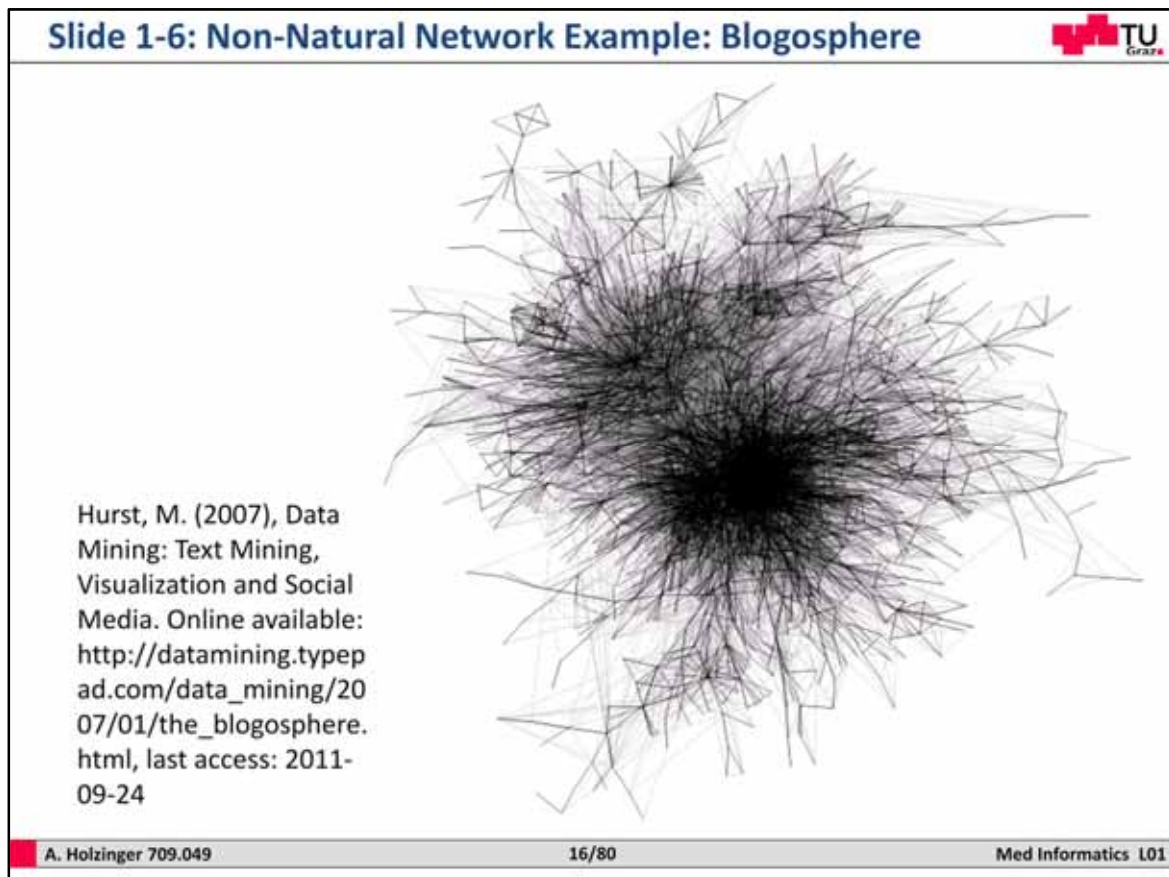 Slide 1-6: Non-Natural Network Example: Blogosphere
TU
Graz
Hurst, M. (2007), Data
Mining: Text Mining,
Visualization and Social
Media. Online available:
http://datamining.typep
ad.com/data_mining/20
07/01/the_blogosphere.
html, last access: 2011-
09-24
A. Holzinger 709.049
16/80
Med Informatics L01